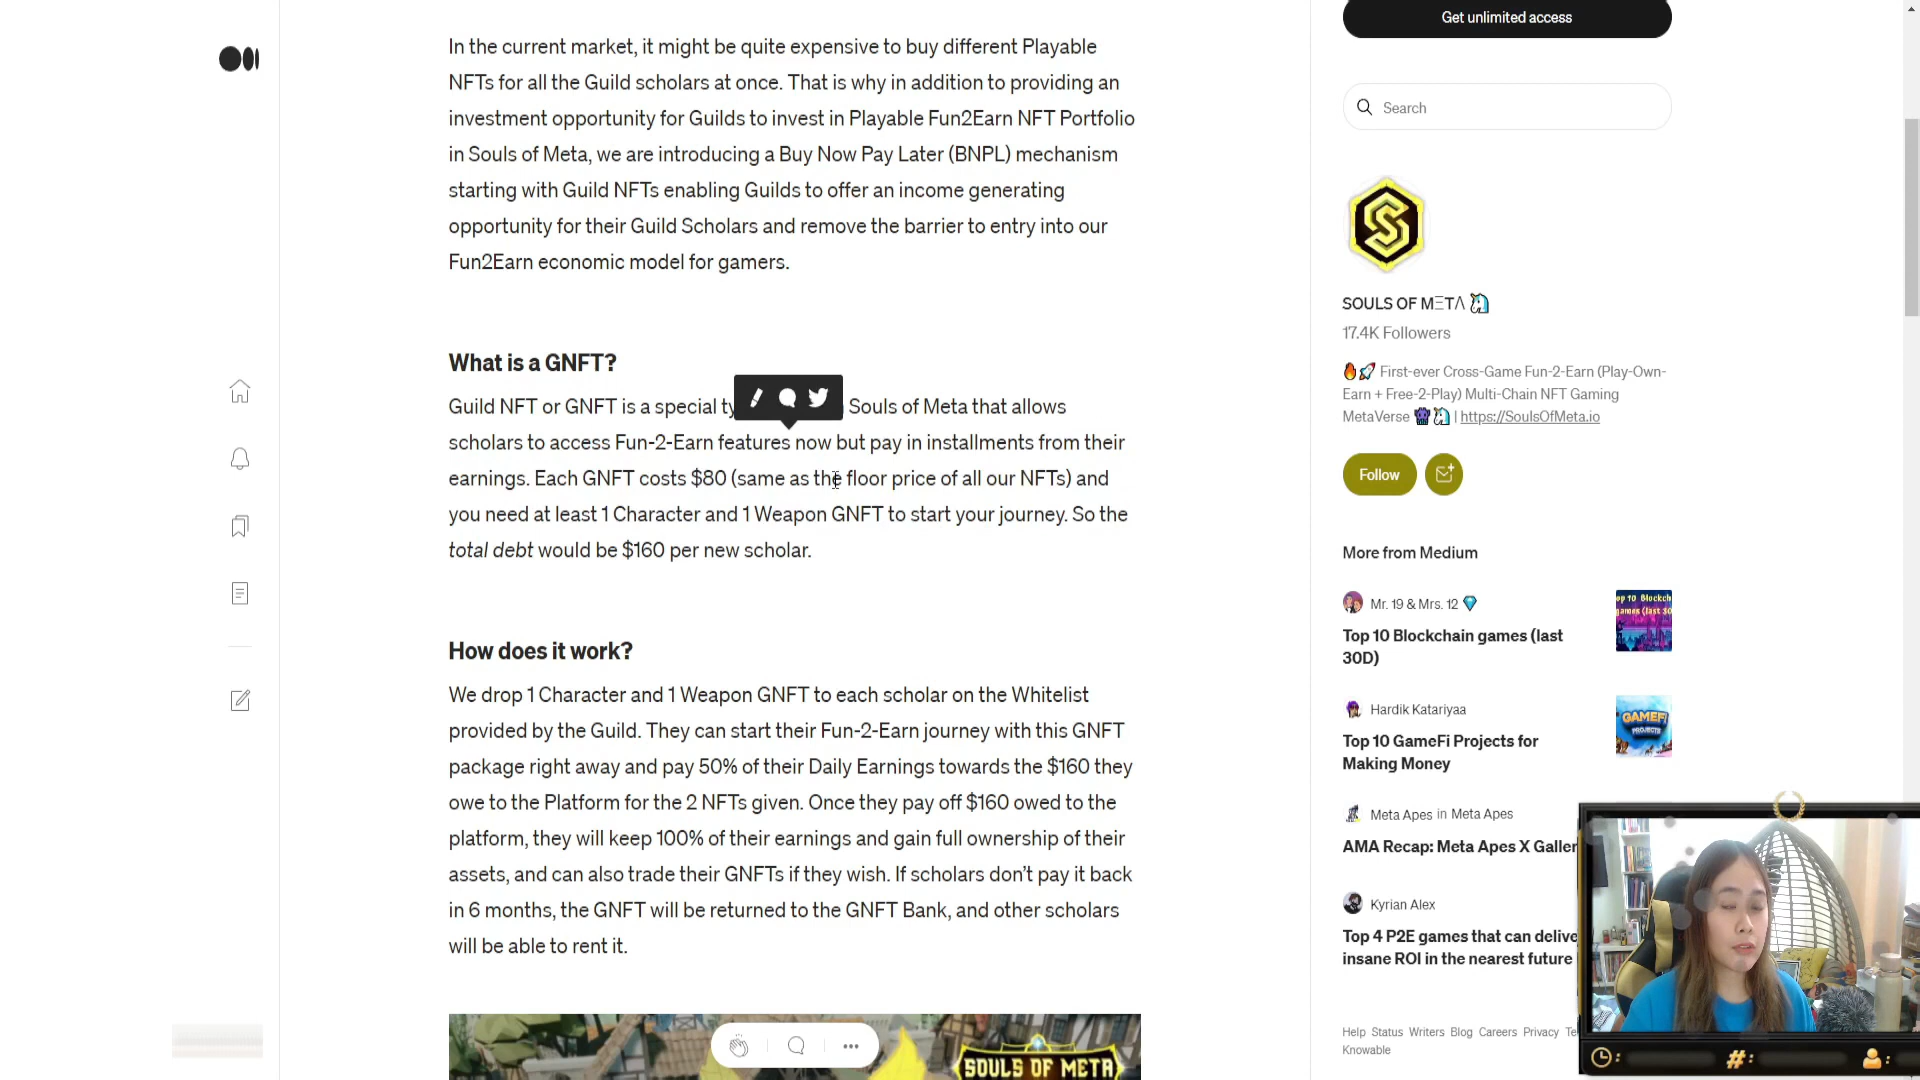 In the current market, it might be quite expensive to buy different Playable
NFTs for all the Guild scholars at once. That is why in addition to providing an
investment opportunity for Guilds to invest in Playable Fun2Earn NFT Portfolio
in Souls of Meta, we are introducing a Buy Now Pay Later (BNPL) mechanism
starting with Guild NFTs enabling Guilds to offer an income generating
opportunity for their Guild Scholars and remove the barrier to entry into our
Fun2Earn economic model for gamers.
What is a GNFT?
Guild NFT or GNFT is a special Souls of Meta that allows
scholars to access Fun-2-Earn features now but pay in installments from their
earnings. Each GNFT costs $80 (same as the floor price of all our NFTs) and
you need at least 1 Character and 1 Weapon GNFT to start your journey. So the
total debt would be $160 per new scholar.
How does it work?
We drop 1 Character and 1 Weapon GNFT to each scholar on the Whitelist
provided by the Guild. They can start their Fun-2-Earn journey with this GNFT
package right away and pay 50% of their Daily Earnings towards the $160 they
owe to the Platform for the 2 NFTs given. Once they pay off $160 owed to the
platform, they will keep 100% of their earnings and gain full ownership of their
assets, and can also trade their GNFTs if they wish. If scholars don't pay it back
in 6 months, the GNFT will be returned to the GNFT Bank, and other scholars
will be able to rent it.
SOULS OF META
Get unlimited access
Search
SOULS OF MΞTΛ 🦄
17.4K Followers
🔥🚀 First-ever Cross-Game Fun-2-Earn (Play-Own-
Earn + Free-2-Play) Multi-Chain NFT Gaming
MetaVerse 👾🦄 | https://SoulsOfMeta.io
Follow
More from Medium
Mr. 19 & Mrs. 12 💎
Top 10 Blockchain games (last
30D)
Hardik Katariyaa
GAMEFI
PROJECTS
Top 10 GameFi Projects for
Making Money
Meta Apes in Meta Apes
AMA Recap: Meta Apes X Galler
Kyrian Alex
Top 4 P2E games that can delive
insane ROI in the nearest future
Help Status Writers Blog Careers Privacy Te
Knowable
# :